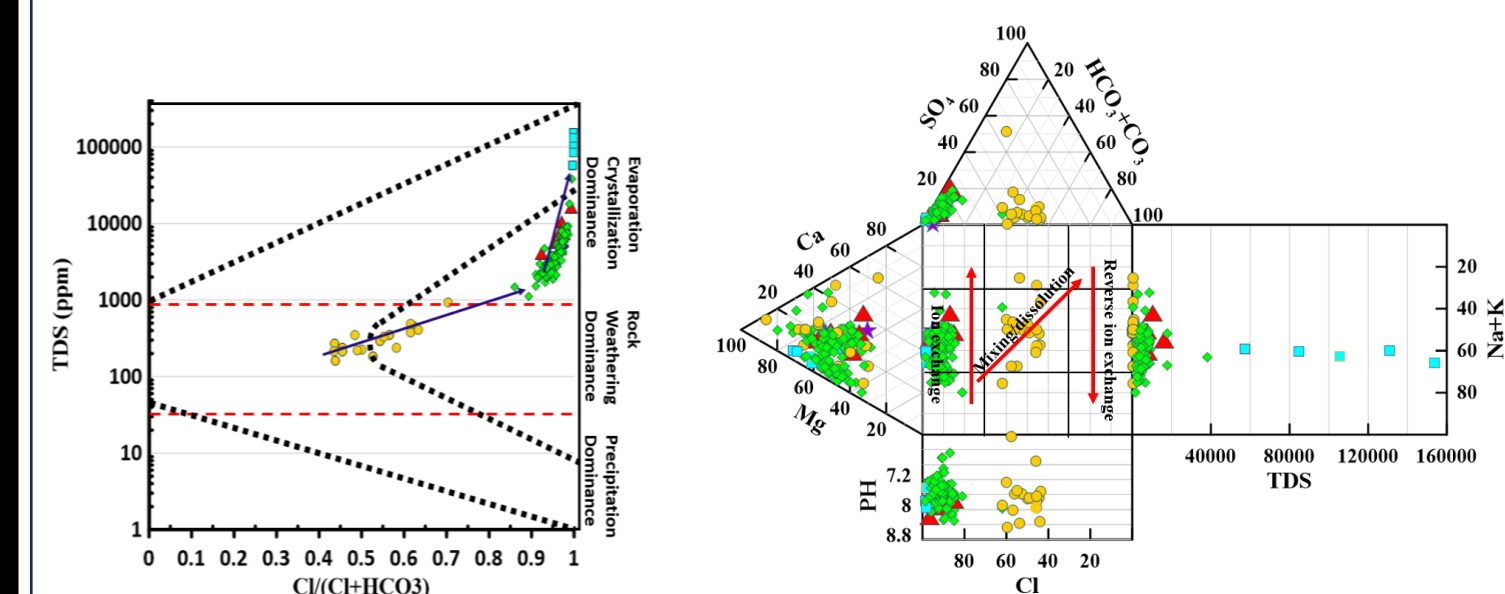 100000
10000
1000
100
10
1
TDS (ppm)
0 0.1 0.2 0.3 0.4 0.5 0.6 0.7 0.8 0.9 1
Cl/(Cl+HCO3)
Evaporation
Crystallization
Dominance
Rock
Weathering
Dominance
Precipitation
Dominance
100
80
60
40
20
SO4
20
40
60
80
100
HCO3+CO3
Ca
20
40
60
80
100
80
60
40
20
Mg
Ion exchange
Mixing/dissolution
Reverse ion exchange
20
40
60
80
Na+K
40000 80000 120000 160000
TDS
PH
7.2
8
8.8
80 60 40 20
Cl